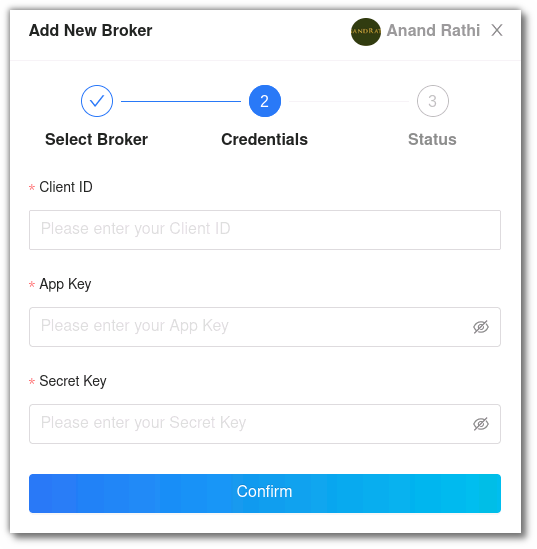 Add New Broker
ANDRAT
Anand Rathi
2
3
Select Broker
Credentials
Status
* Client ID
Please enter your Client ID
* App Key
Please enter your App Key
* Secret Key
Please enter your Secret Key
Confirm